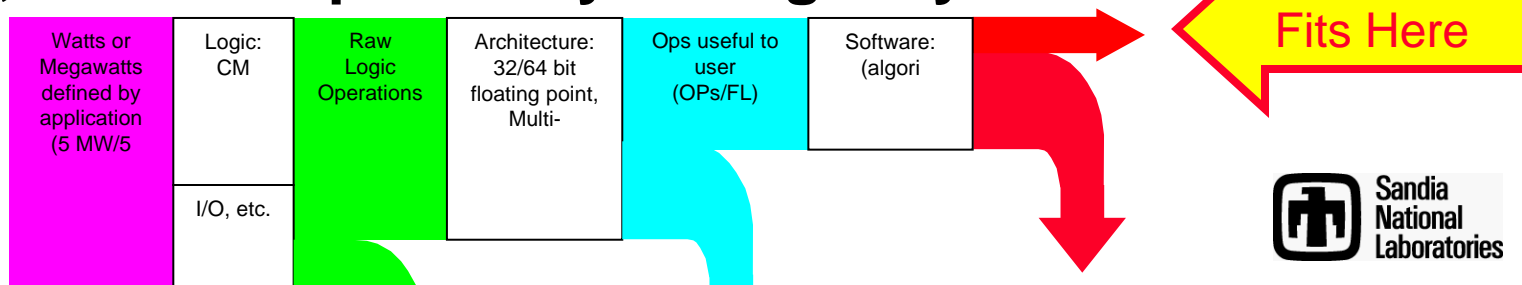 Fits Here
Watts or
Megawatts
defined by
application
(5 MW/5
Logic:
CM
I/O, etc.
Raw
Logic
Operations
Architecture:
32/64 bit
floating point,
Multi-
Ops useful to
user
(OPs/FL)
Software:
(algori
Sandia
National
Laboratories